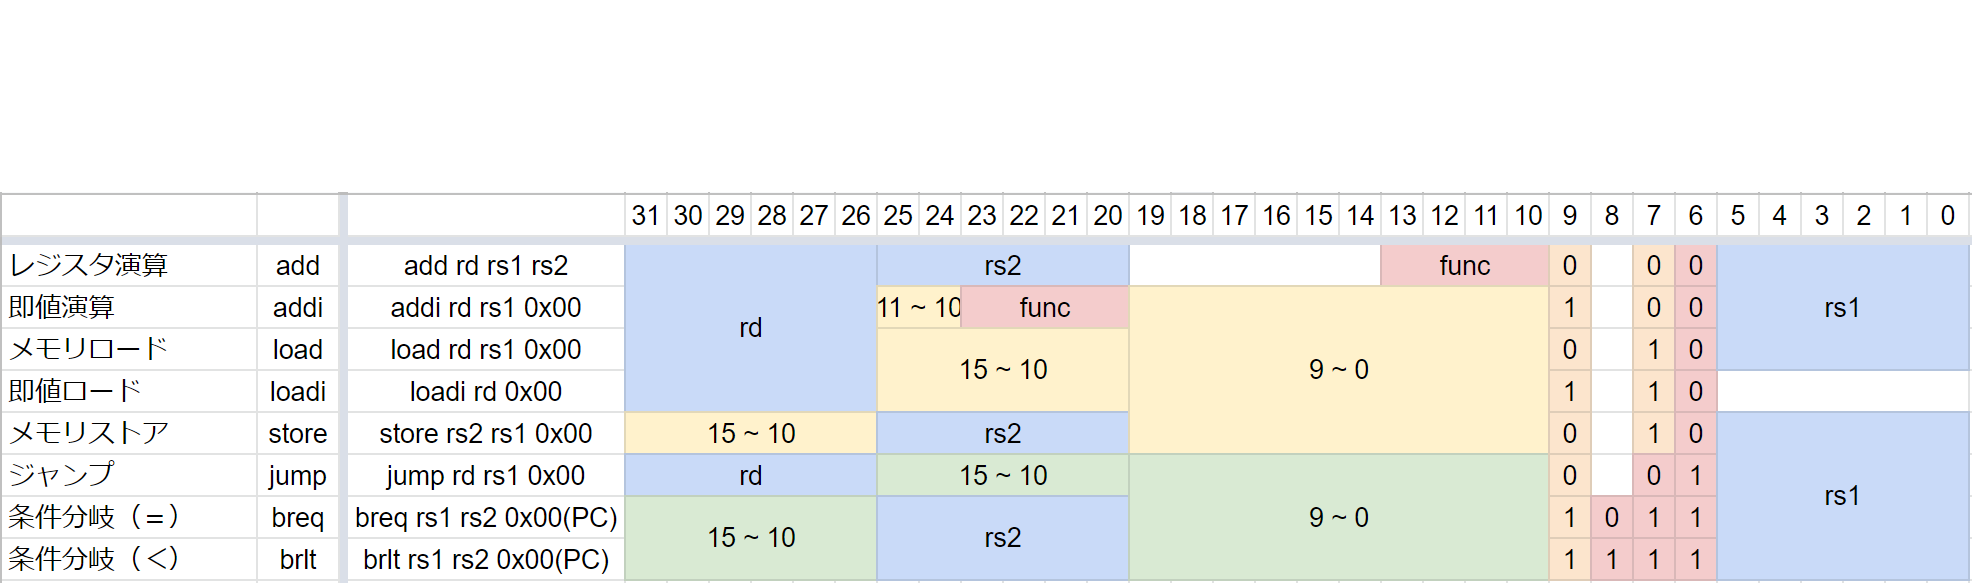 31 30 29 28 27 26 25 24 23 22 21 20 19 18 17 16 15 14 13 12 11 10 9 8 7 6 5 4 3 2 1 0
レジスタ演算 add add rd rs1 rs2 rs2 func 0 0 0
即値演算 addi addi rd rs1 0x00 rd 11 ~ 10 func 1 0 0 rs1
メモリロード load load rd rs1 0x00 15 ~ 10 9 ~ 0 0 1 0
即値ロード loadi loadi rd 0x00 1 1 0
メモリストア store store rs2 rs1 0x00 15 ~ 10 rs2 0 1 0
ジャンプ jump jump rd rs1 0x00 rd 15 ~ 10 0 0 1 rs1
条件分岐（＝） breq breq rs1 rs2 0x00(PC) 15 ~ 10 rs2 9 ~ 0 1 0 1 1
条件分岐（＜） brlt brlt rs1 rs2 0x00(PC) 1 1 1 1